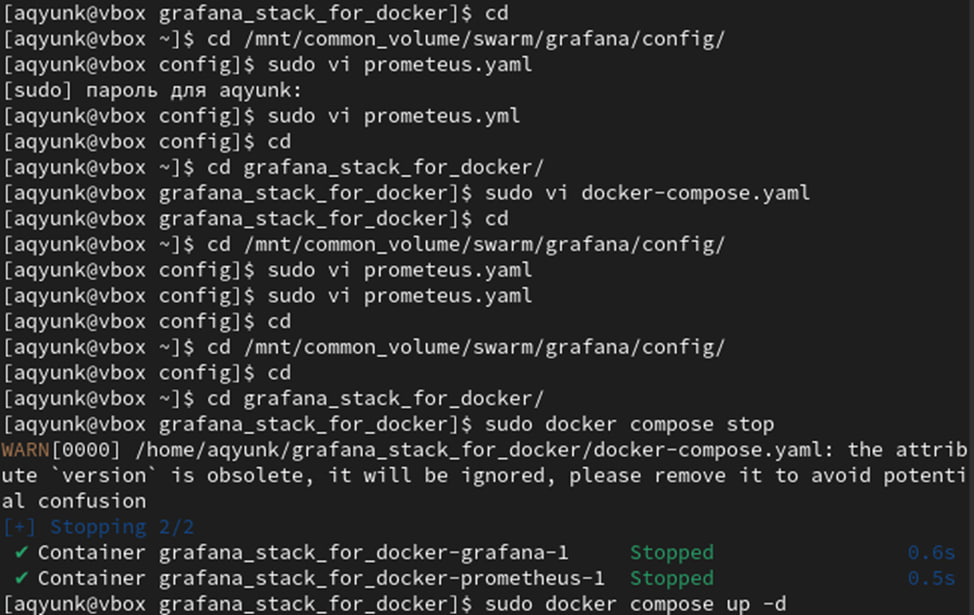 [aqyunk@vbox grafana_stack_for_docker]$ cd
[aqyunk@vbox ~]$ cd /mnt/common_volume/swarm/grafana/config/
[aqyunk@vbox config]$ sudo vi prometeus.yaml
[sudo] пароль для aqyunk:
[aqyunk@vbox config]$ sudo vi prometeus.yml
[aqyunk@vbox config]$ cd
[aqyunk@vbox ~]$ cd grafana_stack_for_docker/
[aqyunk@vbox grafana_stack_for_docker]$ sudo vi docker-compose.yaml
[aqyunk@vbox grafana_stack_for_docker]$ cd
[aqyunk@vbox ~]$ cd /mnt/common_volume/swarm/grafana/config/
[aqyunk@vbox config]$ sudo vi prometeus.yaml
[aqyunk@vbox config]$ sudo vi prometeus.yaml
[aqyunk@vbox config]$ cd
[aqyunk@vbox ~]$ cd /mnt/common_volume/swarm/grafana/config/
[aqyunk@vbox config]$ cd
[aqyunk@vbox ~]$ cd grafana_stack_for_docker/
[aqyunk@vbox grafana_stack_for_docker]$ sudo docker compose stop
WARN[0000] /home/aqyunk/grafana_stack_for_docker/docker-compose.yaml: the attrib
ute `version` is obsolete, it will be ignored, please remove it to avoid potenti
al confusion
[+] Stopping 2/2
✔ Container grafana_stack_for_docker-grafana-1 Stopped 0.6s
✔ Container grafana_stack_for_docker-prometheus-1 Stopped 0.5s
[aqyunk@vbox grafana_stack_for_docker]$ sudo docker compose up -d